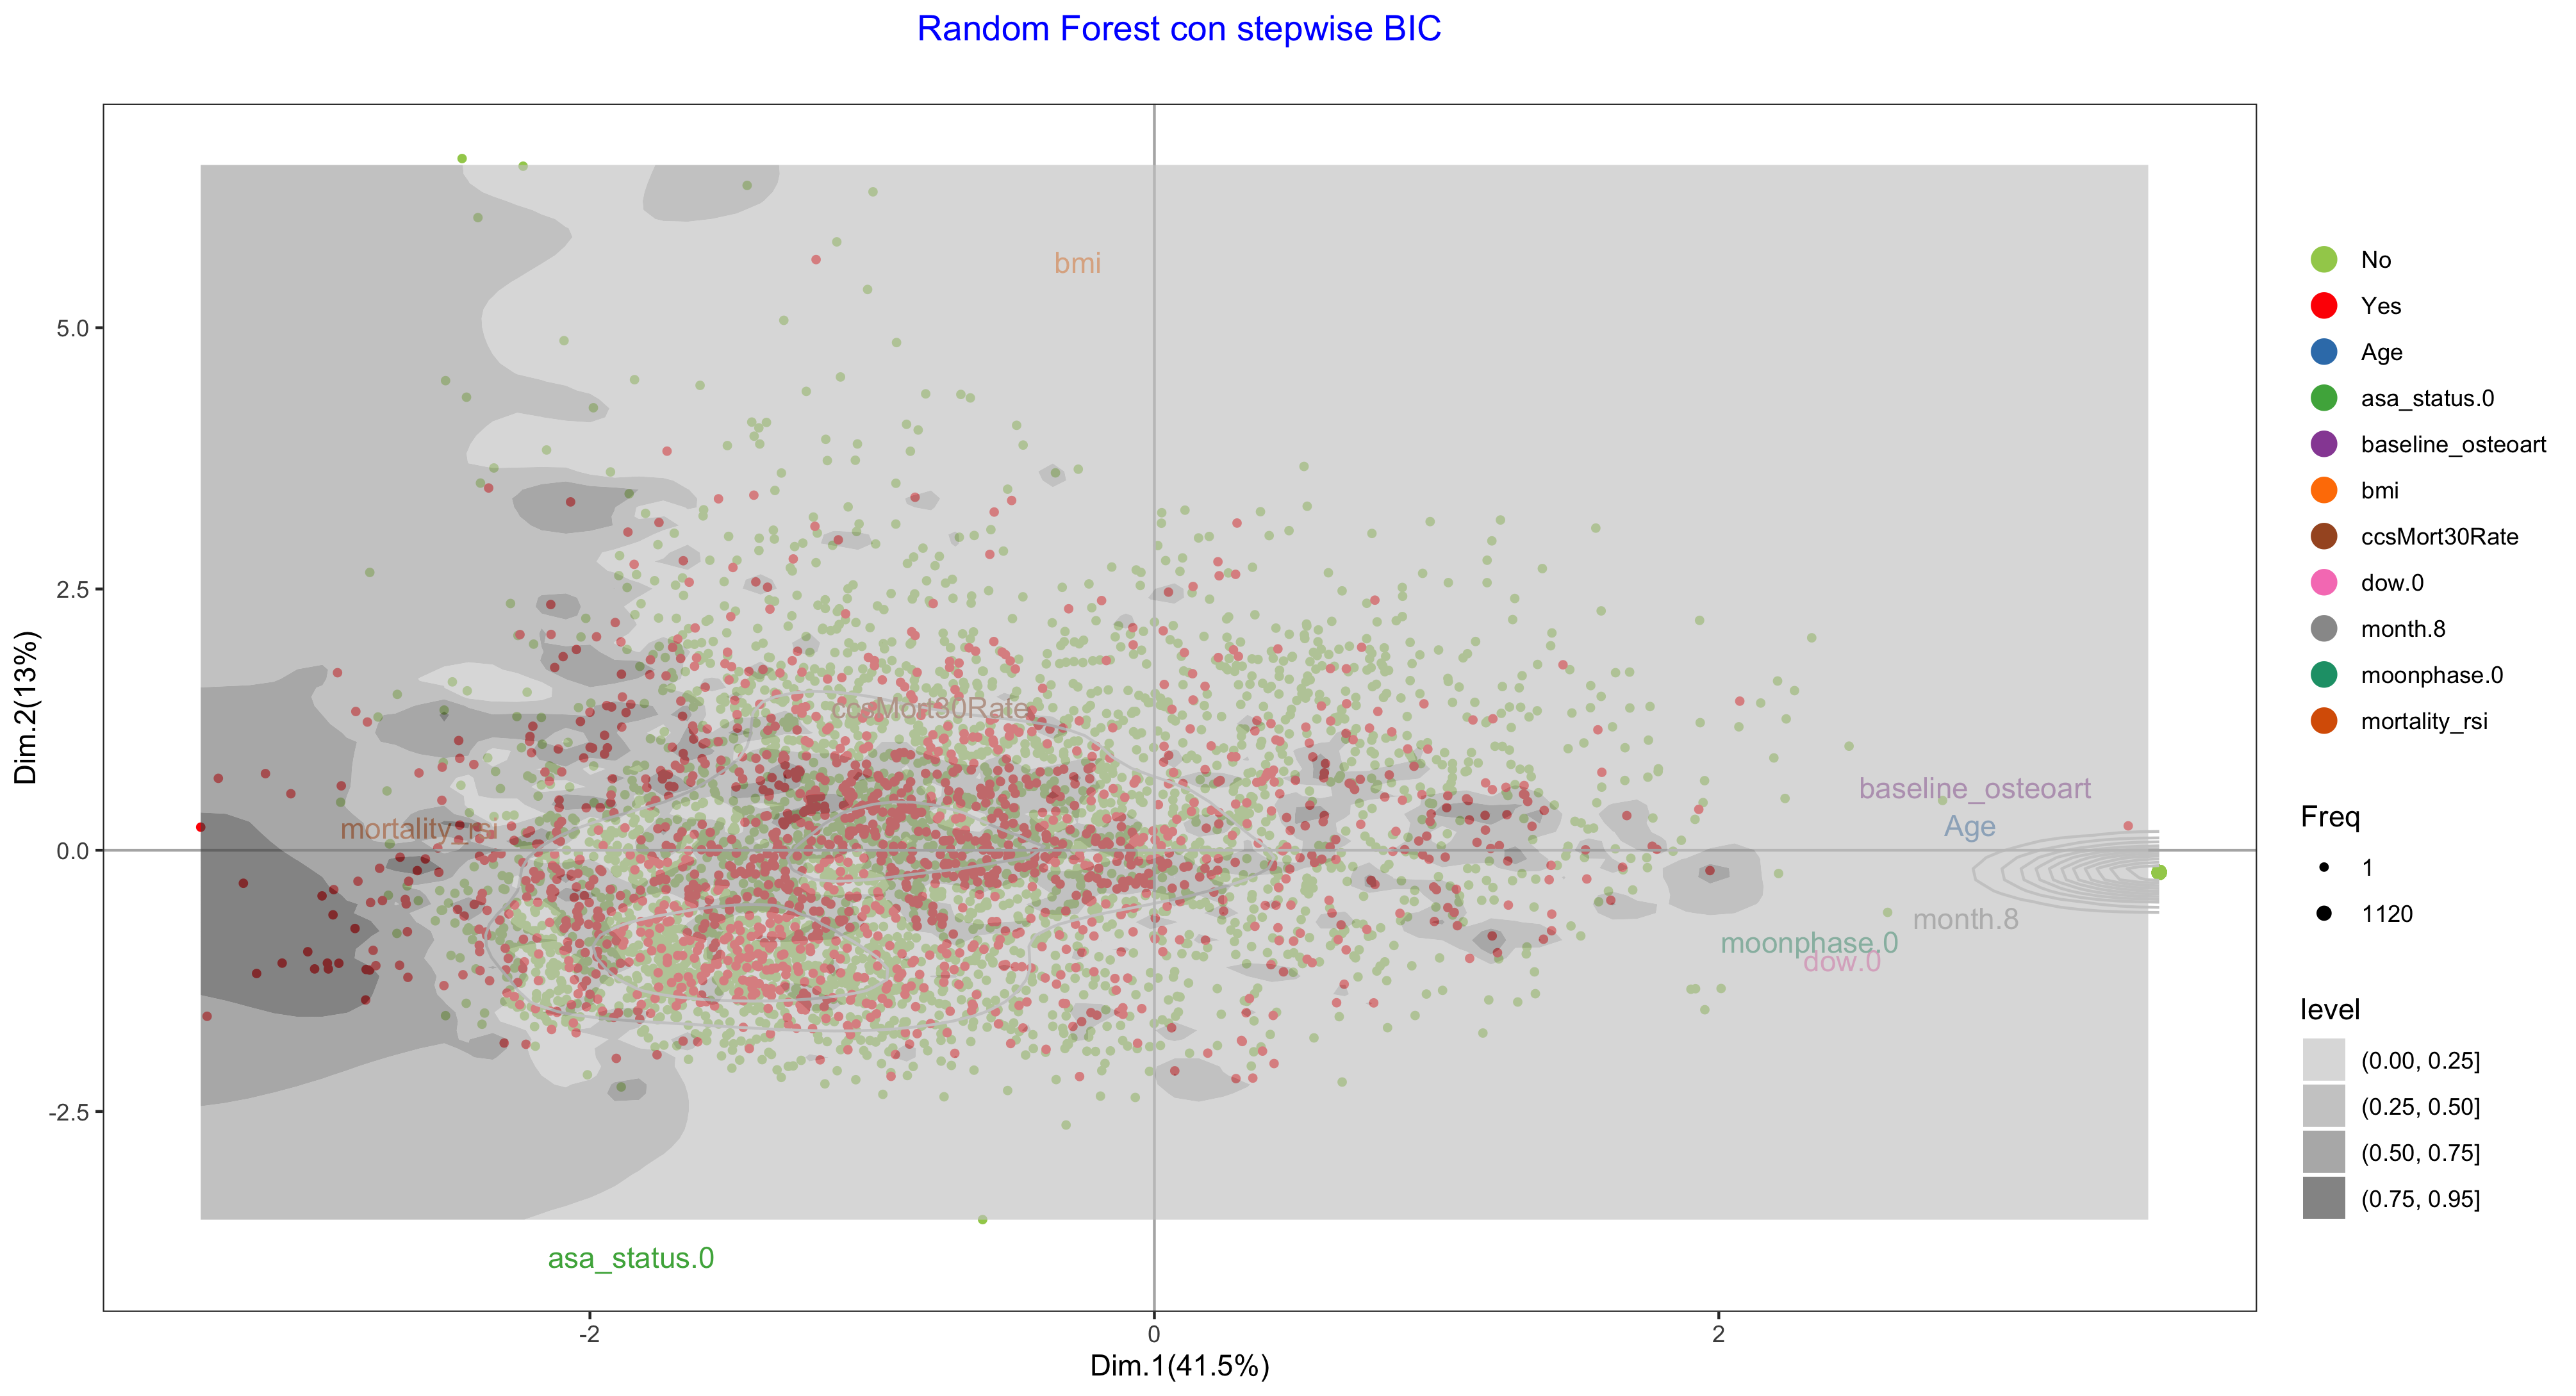 Random Forest con stepwise BIC
bmi
ccsMort30Rate
mortality_rsi
baseline_osteoart
Age
month.8
moonphase.0
dow.0
asa_status.0
5.0
2.5
0.0
-2.5
Dim.2(13%)
-2
0
2
Dim.1(41.5%)
No
Yes
Age
asa_status.0
baseline_osteoart
bmi
ccsMort30Rate
dow.0
month.8
moonphase.0
mortality_rsi
Freq
1
1120
level
(0.00, 0.25]
(0.25, 0.50]
(0.50, 0.75]
(0.75, 0.95]